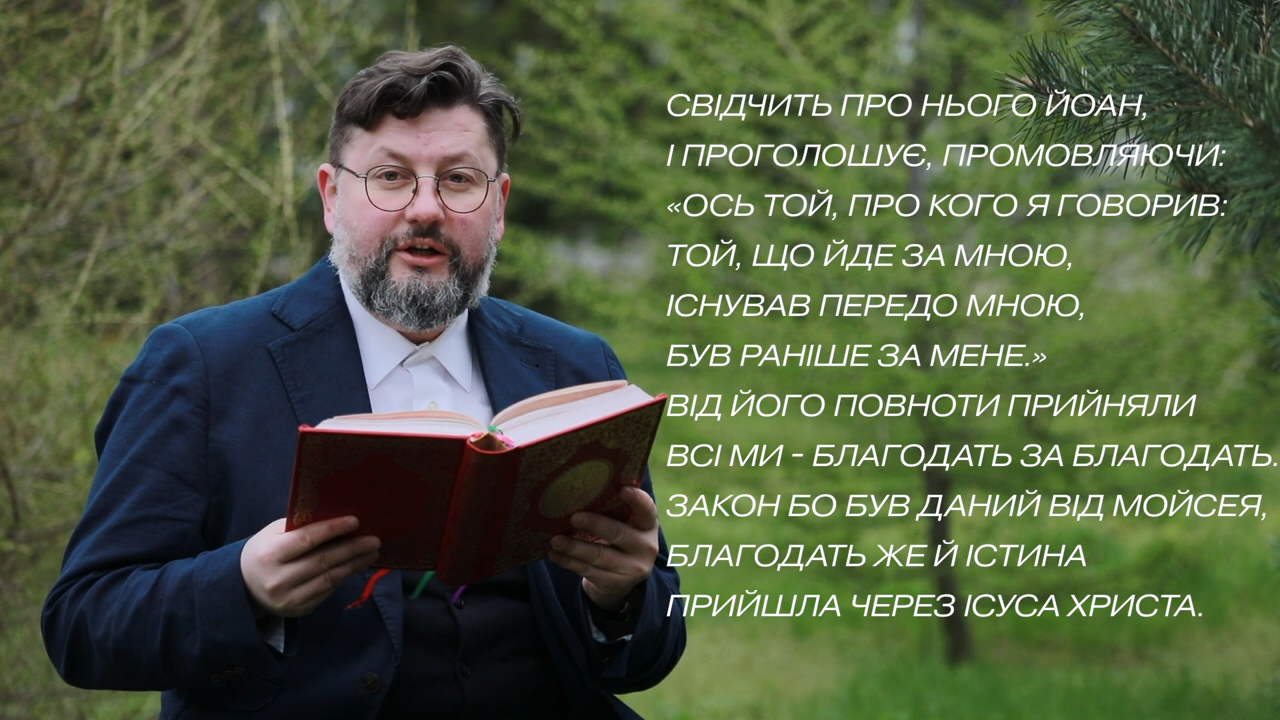 СВІДЧИТЬ ПРО НЬОГО ЙОАН,
І ПРОГОЛОШУЄ, ПРОМОВЛЯЮЧИ:
«ОСЬ ТОЙ, ПРО КОГО Я ГОВОРИВ:
ТОЙ, ЩО ЙДЕ ЗА МНОЮ,
ІСНУВАВ ПЕРЕДО МНОЮ,
БУВ РАНІШЕ ЗА МЕНЕ.»
ВІД ЙОГО ПОВНОТИ ПРИЙНЯЛИ
ВСІ МИ - БЛАГОДАТЬ ЗА БЛАГОДАТЬ.
ЗАКОН БО БУВ ДАНИЙ ВІД МОЙСЕЯ,
БЛАГОДАТЬ ЖЕ Й ІСТИНА
ПРИЙШЛА ЧЕРЕЗ ІСУСА ХРИСТА.